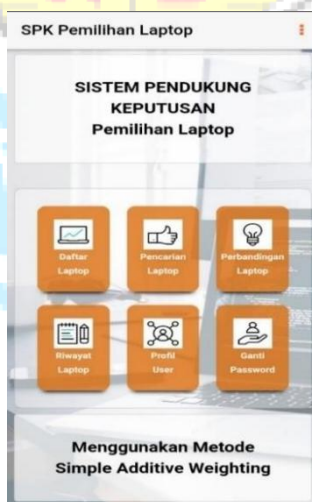 SPK Pemilihan Laptop
SISTEM PENDUKUNG
KEPUTUSAN
Pemilihan Laptop
Daftar
Laptop
Pencarian
Laptop
Perbandingan
Laptop
Riwayat
Laptop
Profil
User
Ganti
Password
Menggunakan Metode
Simple Additive Weighting